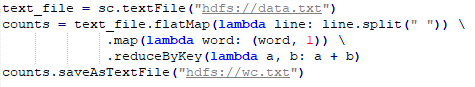 text_file = sc.textFile("hdfs://data.txt")
counts = text_file.flatMap(lambda line: line.split(" ")) \
             .map(lambda word: (word, 1)) \
             .reduceByKey(lambda a, b: a + b)
counts.saveAsTextFile("hdfs://wc.txt")